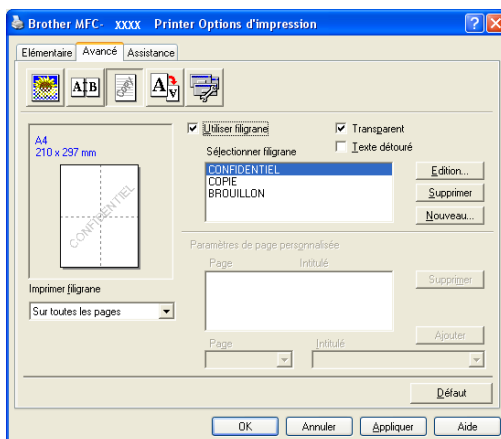 Brother MFC- XXXX Printer Options d'impression
Elémentaire Avancé Assistance
A B
COPY
A A
A4
210 x 297 mm
CONFIDENTIEL
Imprimer filigrane
Sur toutes les pages
Utiliser filigrane
Transparent
Texte détouré
Sélectionner filigrane
CONFIDENTIEL
COPIE
BROUILLON
Edition...
Supprimer
Nouveau...
Paramètres de page personnalisée
Page Intitulé
Supprimer
Ajouter
Page Intitulé
Défaut
OK Annuler Appliquer Aide